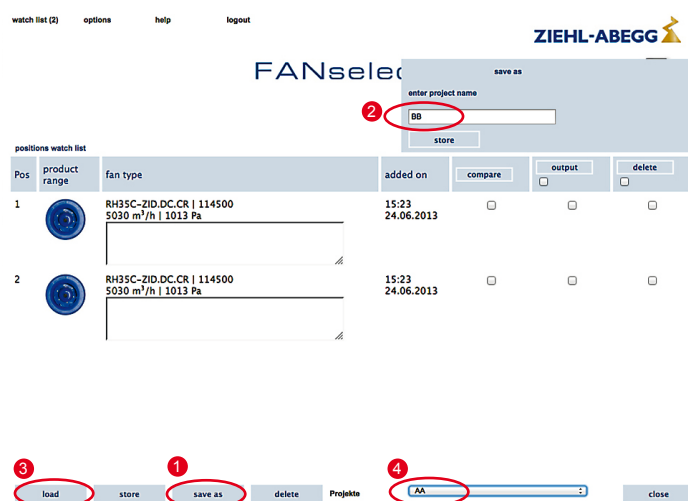 watch list (2) options help logout
ZIEHL-ABEGG
FANselec
save as
enter project name
2
BB
store
positions watch list
Pos product range fan type added on compare output delete
1 RH35C-ZID.DC.CR | 114500 15:23
5030 m³/h | 1013 Pa 24.06.2013
2 RH35C-ZID.DC.CR | 114500 15:23
5030 m³/h | 1013 Pa 24.06.2013
3 1 4
load store save as delete Projekte AA close